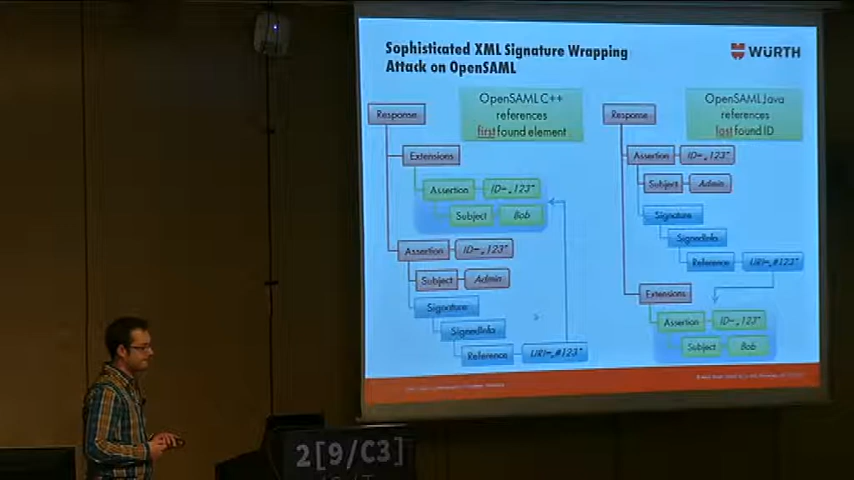 Sophisticated XML Signature Wrapping
Attack on OpenSAML
WÜRTH
OpenSAML C++
references
first found element
Response
Extensions
Assertion ID=„123"
Subject Bob
Assertion ID=„123"
Subject Admin
Signature
SignedInfo
Reference URI=„#123"
OpenSAML Java
references
last found ID
Response
Assertion ID=„123"
Subject Admin
Signature
SignedInfo
Reference URI=„#123"
Extensions
Assertion ID=„123"
Subject Bob
2[9/C3]